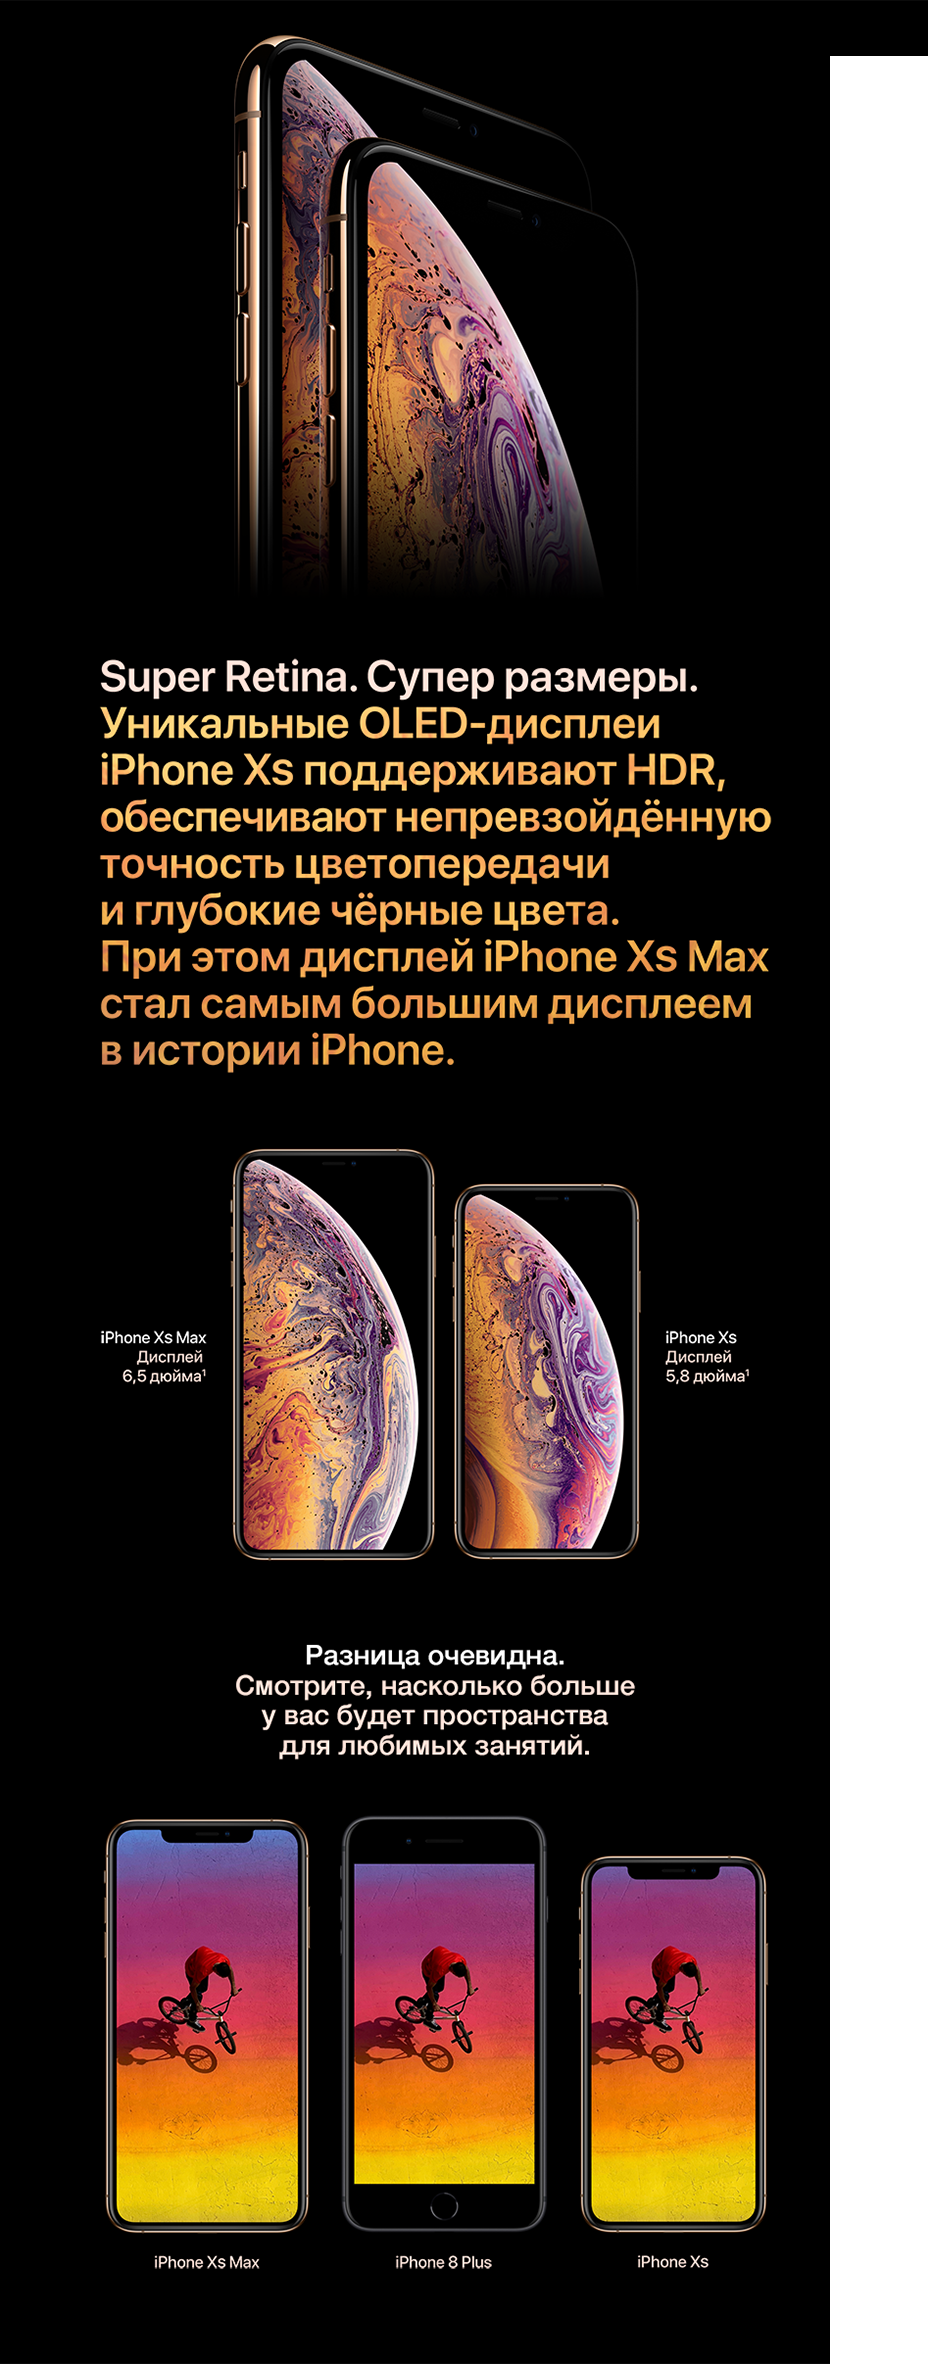 Super Retina. Супер размеры.
Уникальные OLED-дисплеи
iPhone Xs поддерживают HDR,
обеспечивают непревзойдённую
точность цветопередачи
и глубокие чёрные цвета.
При этом дисплей iPhone Xs Max
стал самым большим дисплеем
в истории iPhone.
iPhone Xs Max
Дисплей
6,5 дюйма¹
iPhone Xs
Дисплей
5,8 дюйма¹
Разница очевидна.
Смотрите, насколько больше
у вас будет пространства
для любимых занятий.
iPhone Xs Max
iPhone 8 Plus
iPhone Xs